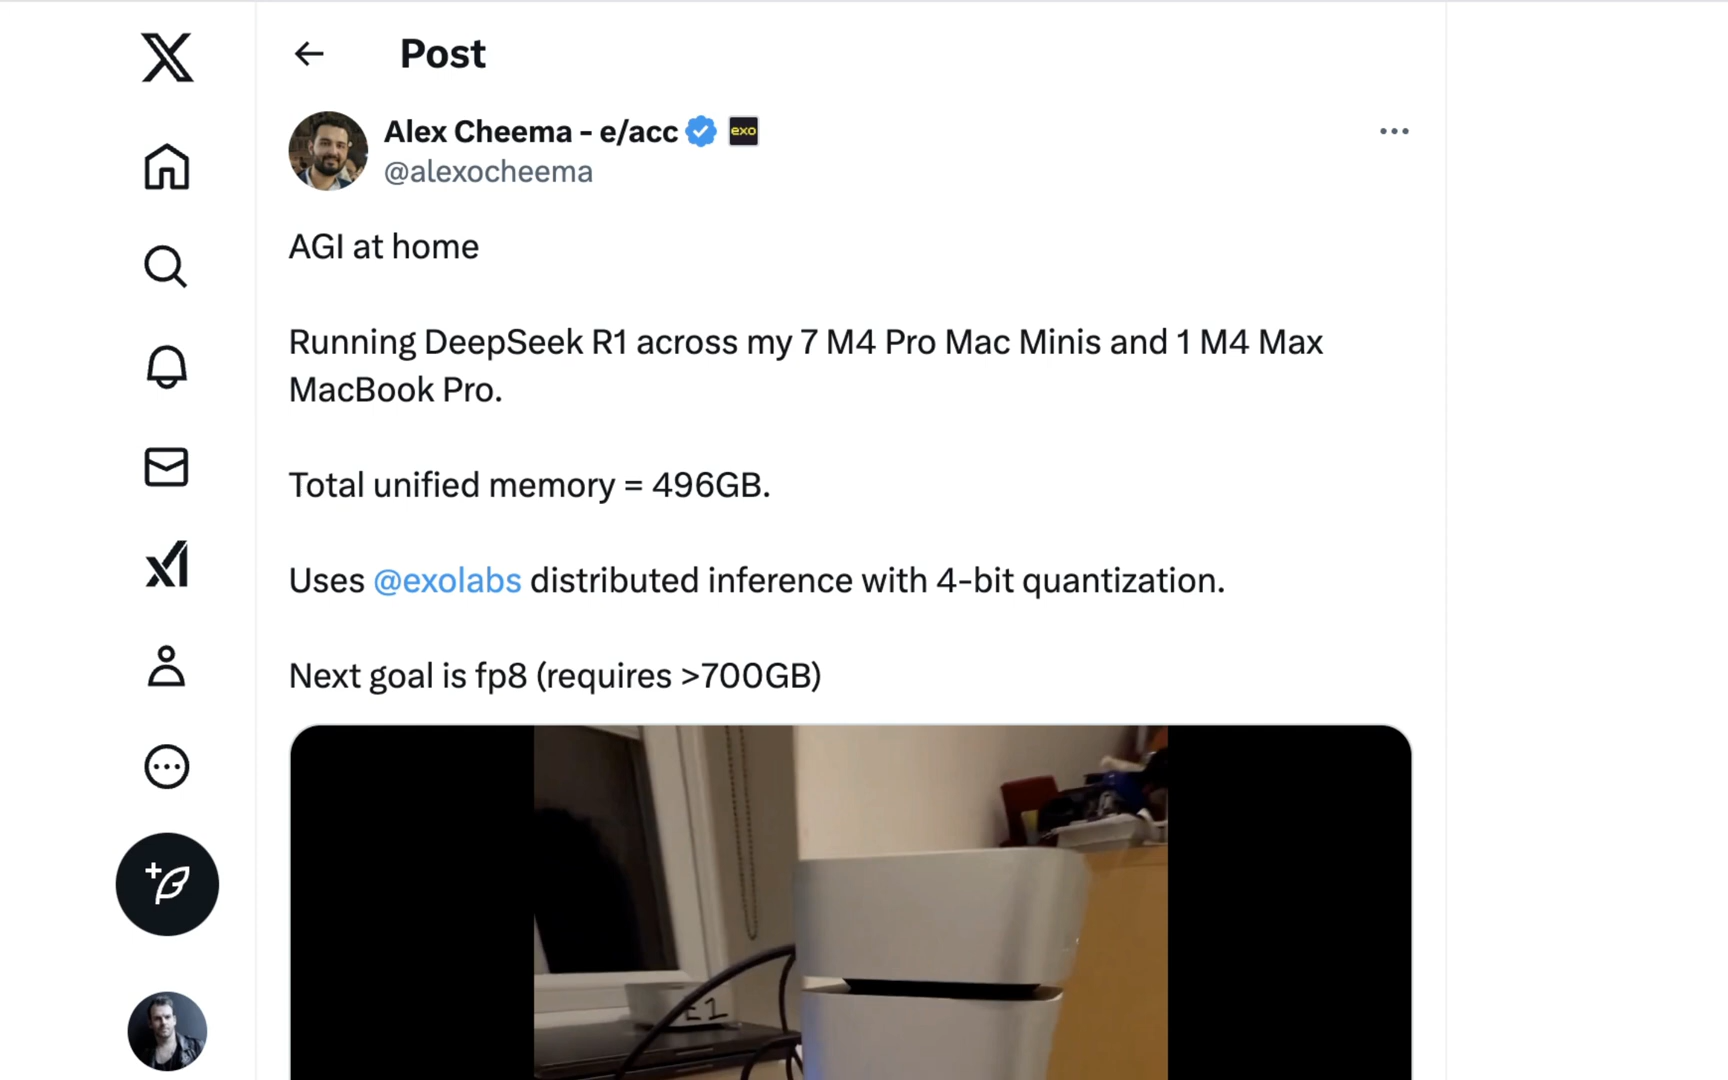 Post
Alex Cheema - e/acc exo
@alexocheema
AGI at home
Running DeepSeek R1 across my 7 M4 Pro Mac Minis and 1 M4 Max
MacBook Pro.
Total unified memory = 496GB.
Uses @exolabs distributed inference with 4-bit quantization.
Next goal is fp8 (requires >700GB)
E1